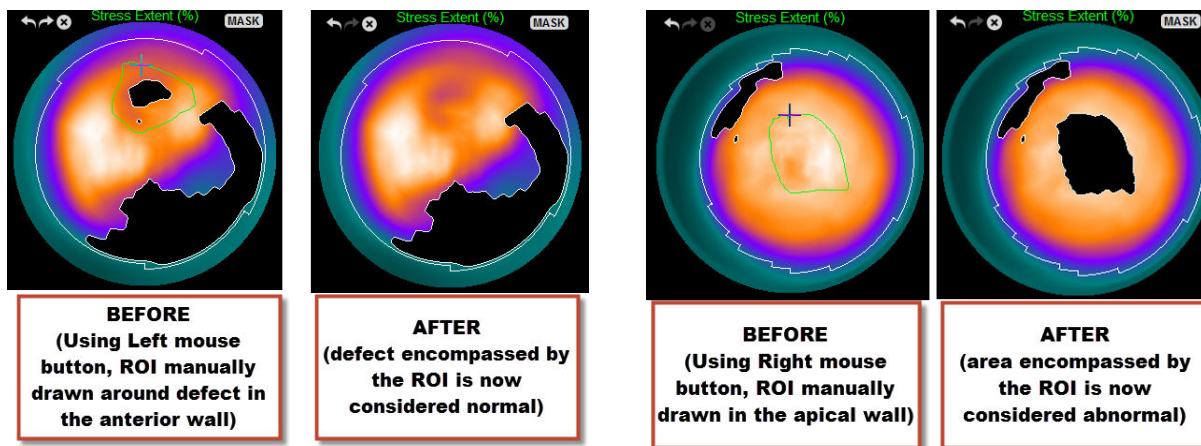 Stress Extent (%)
MASK
Stress Extent (%)
MASK
Stress Extent (%)
MASK
Stress Extent (%)
MASK
BEFORE
(Using Left mouse
button, ROI manually
drawn around defect in
the anterior wall)
AFTER
(defect encompassed by
the ROI is now
considered normal)
BEFORE
(Using Right mouse
button, ROI manually
drawn in the apical wall)
AFTER
(area encompassed by
the ROI is now
considered abnormal)